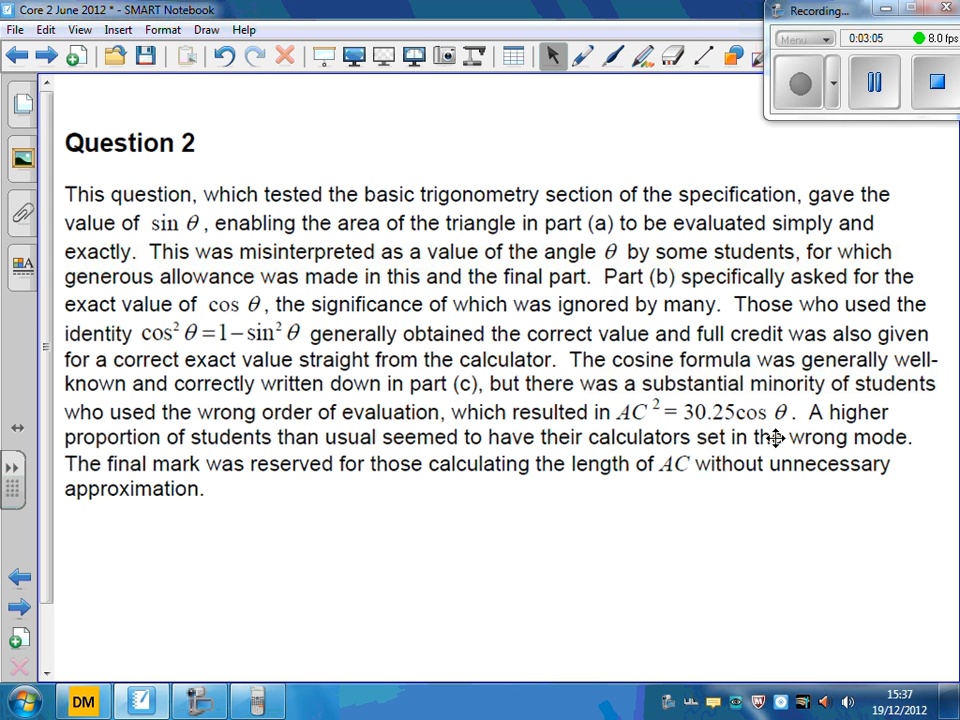 Core 2 June 2012 * - SMART Notebook
Recording...
File Edit View Insert Format Draw Help
Menu 0:03:05 8.0 fps
Question 2
This question, which tested the basic trigonometry section of the specification, gave the
value of sin θ, enabling the area of the triangle in part (a) to be evaluated simply and
exactly. This was misinterpreted as a value of the angle θ by some students, for which
generous allowance was made in this and the final part. Part (b) specifically asked for the
exact value of cos θ, the significance of which was ignored by many. Those who used the
identity cos² θ = 1 − sin² θ generally obtained the correct value and full credit was also given
for a correct exact value straight from the calculator. The cosine formula was generally well-
known and correctly written down in part (c), but there was a substantial minority of students
who used the wrong order of evaluation, which resulted in AC ² = 30.25cos θ. A higher
proportion of students than usual seemed to have their calculators set in the wrong mode.
The final mark was reserved for those calculating the length of AC without unnecessary
approximation.
DM
15:37
19/12/2012